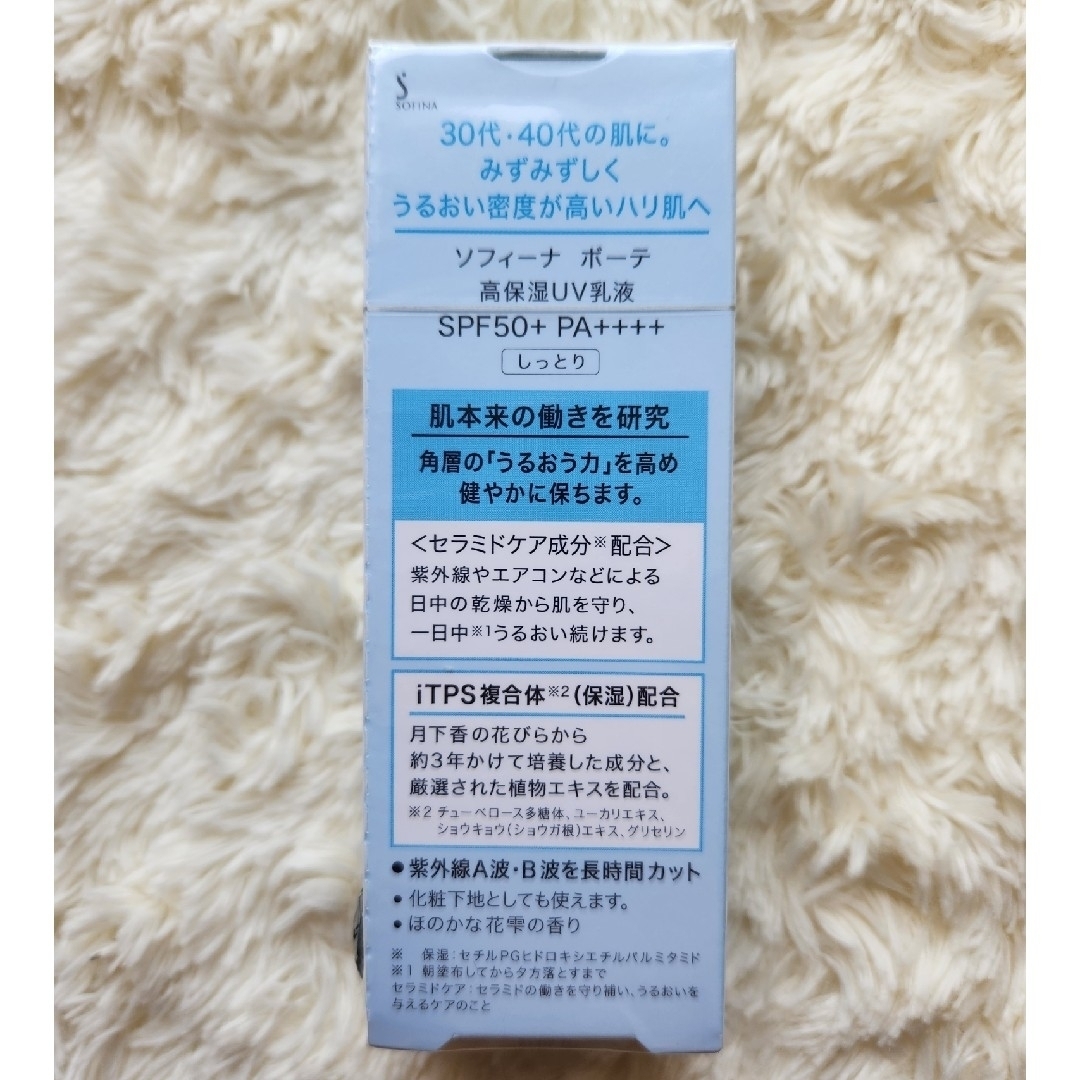 SOFINA
30代・40代の肌に。
みずみずしく
うるおい密度が高いハリ肌へ
ソフィーナ ボーテ
高保湿UV乳液
SPF50+ PA++++
しっとり
肌本来の働きを研究
角層の「うるおう力」を高め
健やかに保ちます。
<セラミドケア成分※配合>
紫外線やエアコンなどによる
日中の乾燥から肌を守り、
一日中※1うるおい続けます。
iTPS複合体※2(保湿)配合
月下香の花びらから
約3年かけて培養した成分と、
厳選された植物エキスを配合。
※2 チューベロース多糖体、ユーカリエキス、
ショウキョウ(ショウガ根)エキス、グリセリン
●紫外線A波・B波を長時間カット
●化粧下地としても使えます。
●ほのかな花雫の香り
※ 保湿:セチルPGヒドロキシエチルパルミタミド
※1 朝塗布してから夕方落とすまで
セラミドケア:セラミドの働きを守り補い、うるおいを
与えるケアのこと